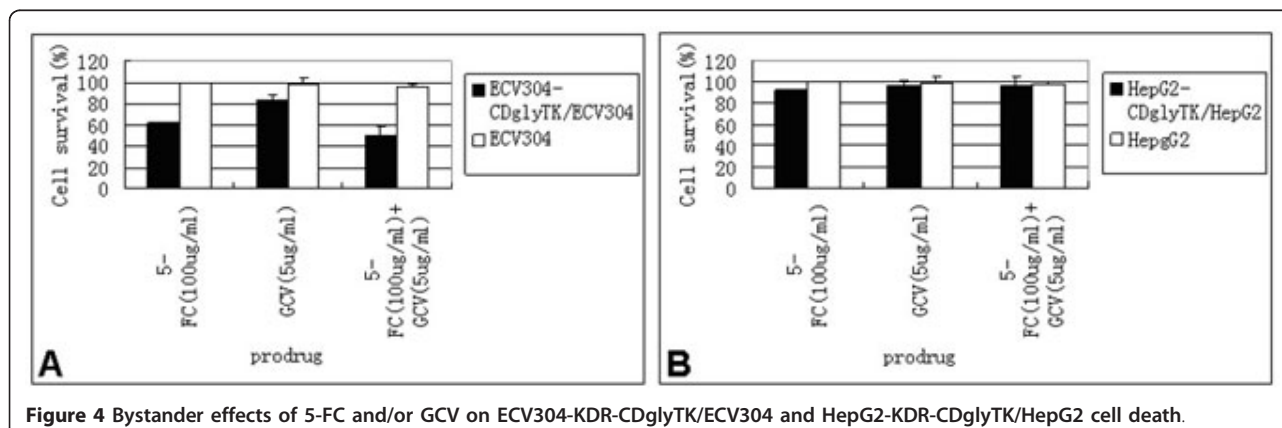 120
100
80
60
40
20
0
Cell survival(%)
5-
FC(100ug/ml)
GCV(5ug/ml)
5-
FC(100ug/ml)+
GCV(5ug/ml)
prodrug
ECV304-
CDglyTK/ECV304
ECV304
A
120
100
80
60
40
20
0
Cell survival(%)
5-
FC(100ug/ml)
GCV(5ug/ml)
5-
FC(100ug/ml)+
GCV(5ug/ml)
prodrug
HepG2-
CDglyTK/HepG2
HepgG2
B
Figure 4 Bystander effects of 5-FC and/or GCV on ECV304-KDR-CDglyTK/ECV304 and HepG2-KDR-CDglyTK/HepG2 cell death.